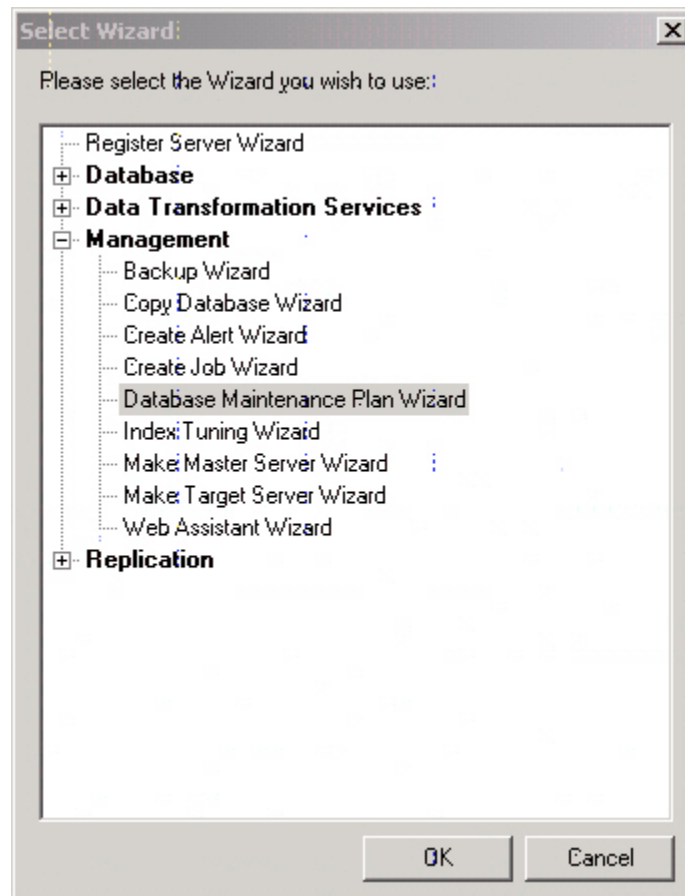 Select Wizard
Please select the Wizard you wish to use:
Register Server Wizard
Database
Data Transformation Services
Management
Backup Wizard
Copy Database Wizard
Create Alert Wizard
Create Job Wizard
Database Maintenance Plan Wizard
Index Tuning Wizard
Make Master Server Wizard
Make Target Server Wizard
Web Assistant Wizard
Replication
OK
Cancel